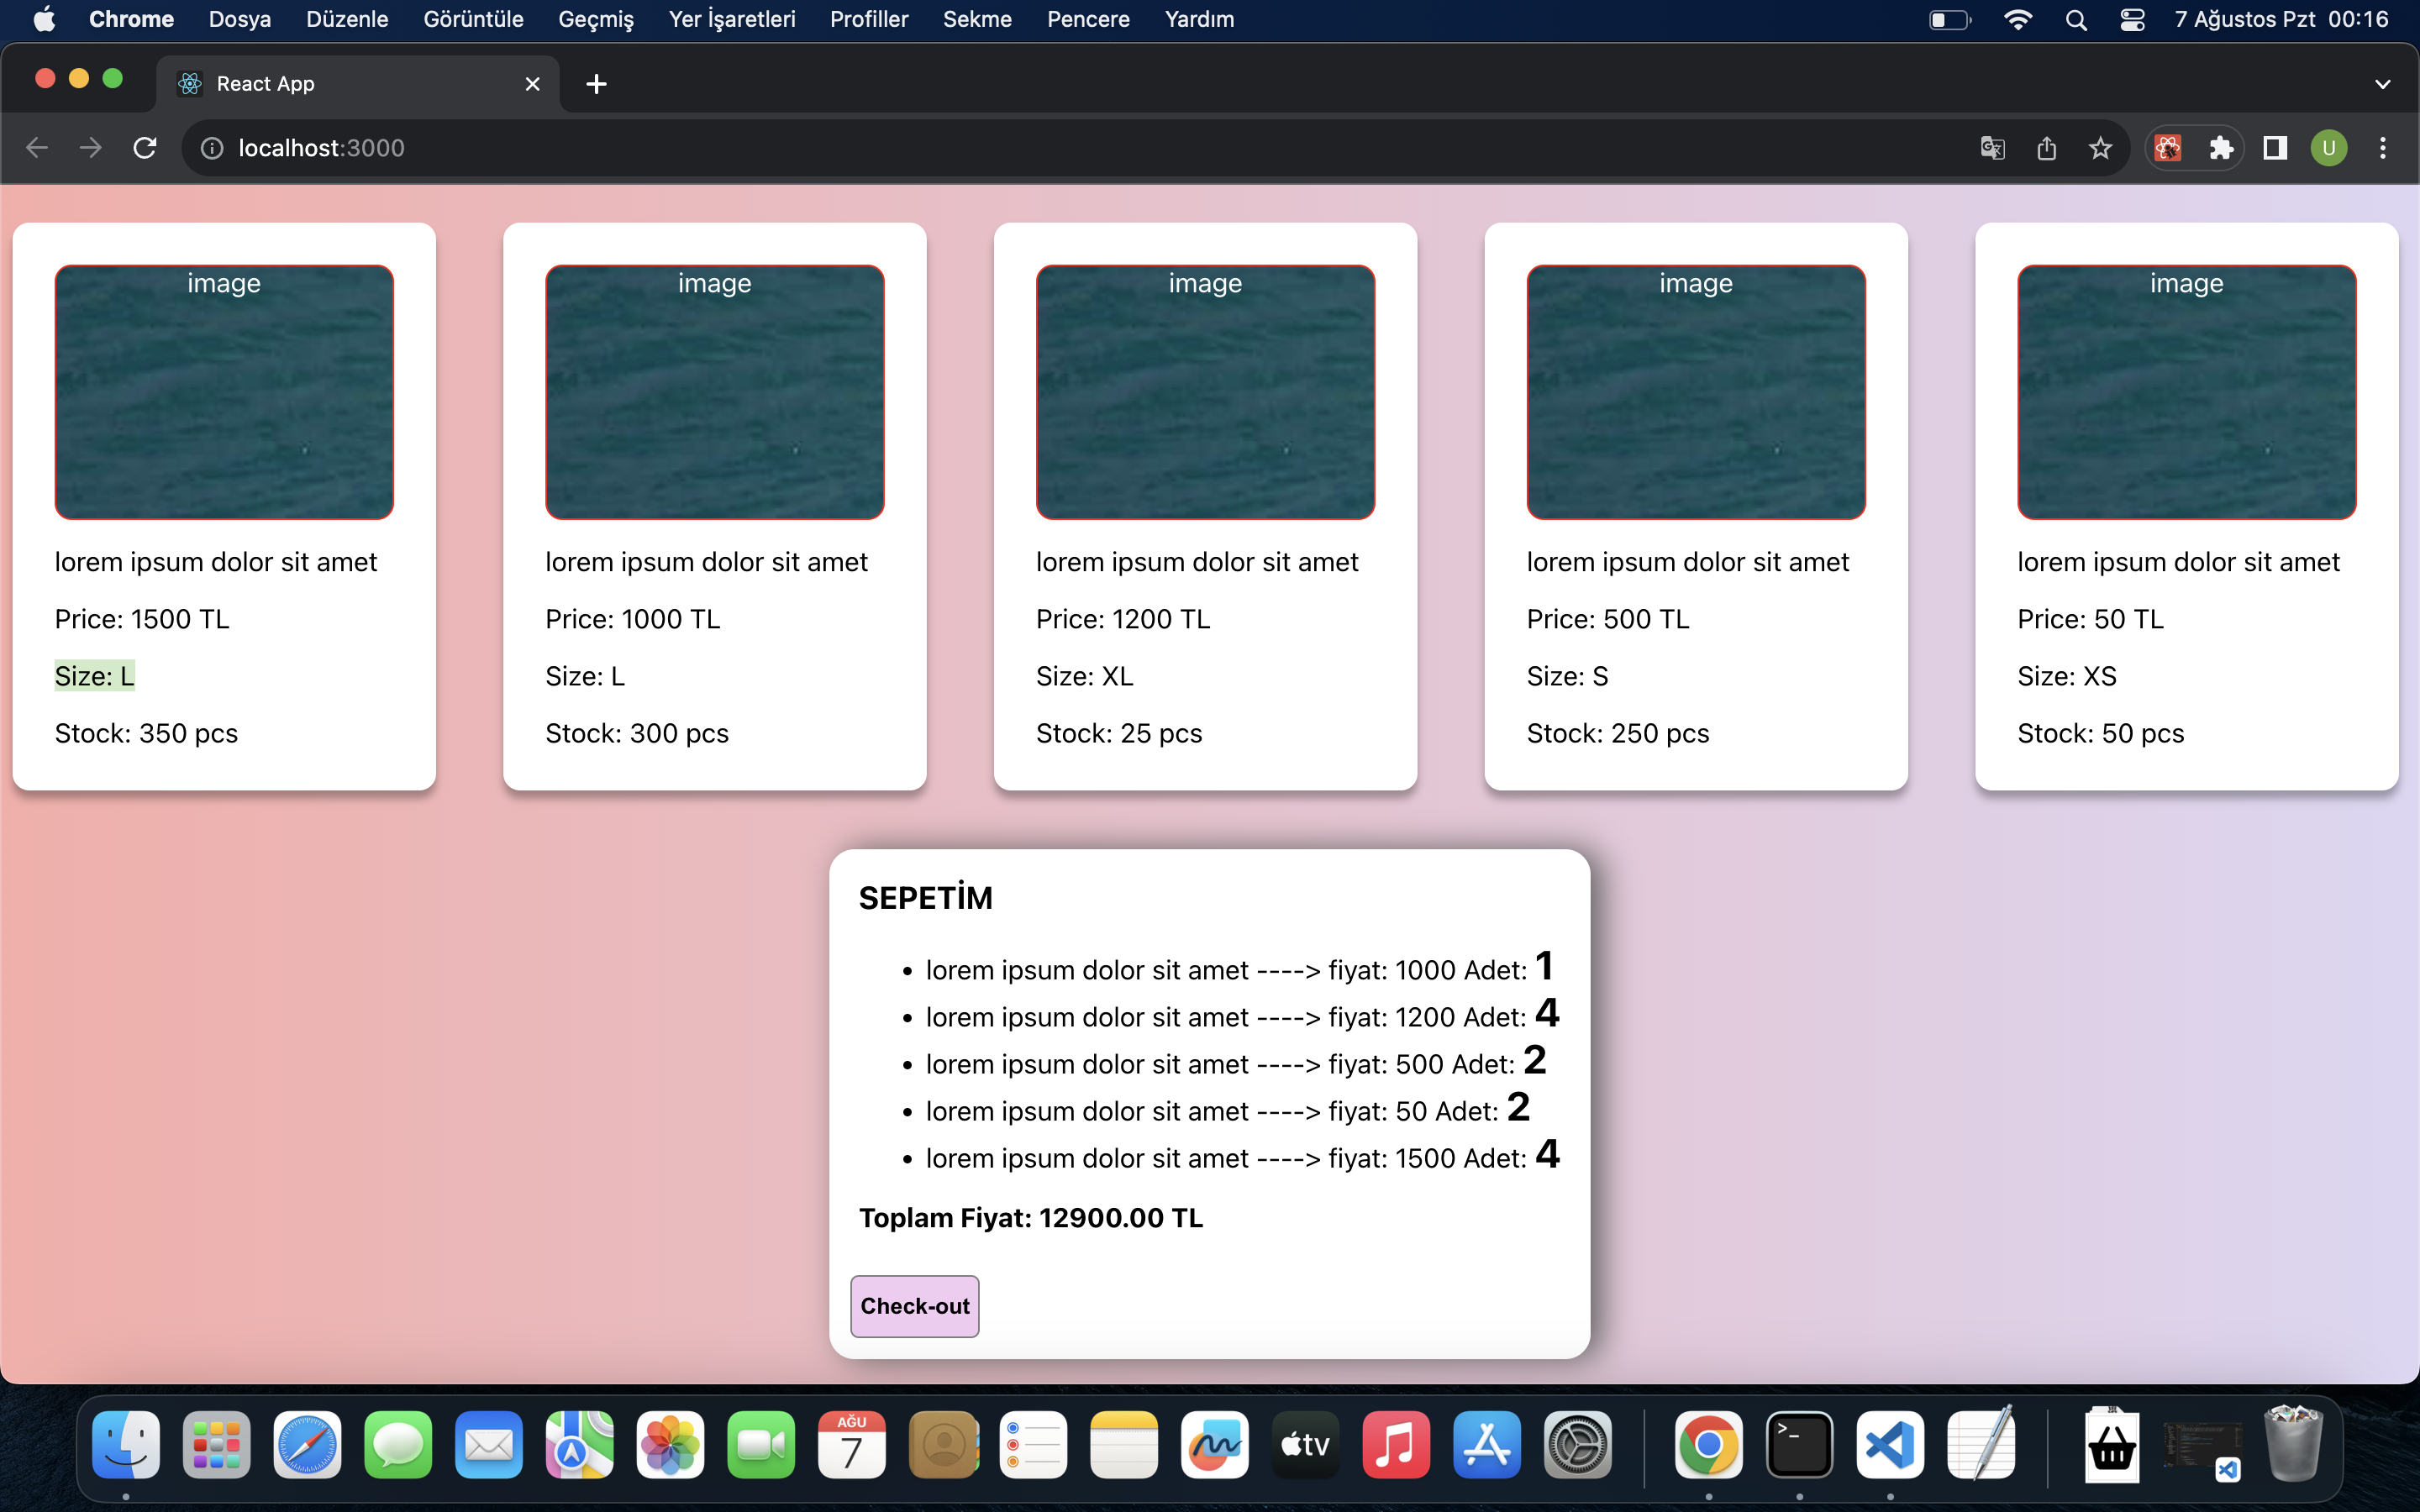 Chrome Dosya Düzenle Görüntüle Geçmiş Yer İşaretleri Profiller Sekme Pencere Yardım 7 Ağustos Pzt 00:16
React App
localhost:3000
U
image image image image image
lorem ipsum dolor sit amet lorem ipsum dolor sit amet lorem ipsum dolor sit amet lorem ipsum dolor sit amet lorem ipsum dolor sit amet
Price: 1500 TL Price: 1000 TL Price: 1200 TL Price: 500 TL Price: 50 TL
Size: L Size: L Size: XL Size: S Size: XS
Stock: 350 pcs Stock: 300 pcs Stock: 25 pcs Stock: 250 pcs Stock: 50 pcs
SEPETİM
• lorem ipsum dolor sit amet ----> fiyat: 1000 Adet: 1
• lorem ipsum dolor sit amet ----> fiyat: 1200 Adet: 4
• lorem ipsum dolor sit amet ----> fiyat: 500 Adet: 2
• lorem ipsum dolor sit amet ----> fiyat: 50 Adet: 2
• lorem ipsum dolor sit amet ----> fiyat: 1500 Adet: 4
Toplam Fiyat: 12900.00 TL
Check-out
AĞU
7
tv
>_